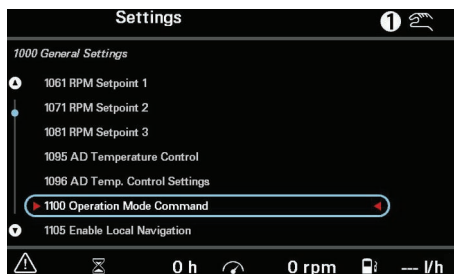 Settings
1
1000 General Settings
1061 RPM Setpoint 1
1071 RPM Setpoint 2
1081 RPM Setpoint 3
1095 AD Temperature Control
1096 AD Temp. Control Settings
1100 Operation Mode Command
1105 Enable Local Navigation
0 h 0 rpm --- l/h